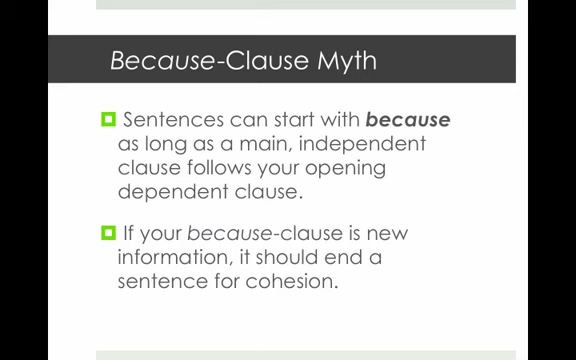 Because-Clause Myth
Sentences can start with because
as long as a main, independent
clause follows your opening
dependent clause.
If your because-clause is new
information, it should end a
sentence for cohesion.